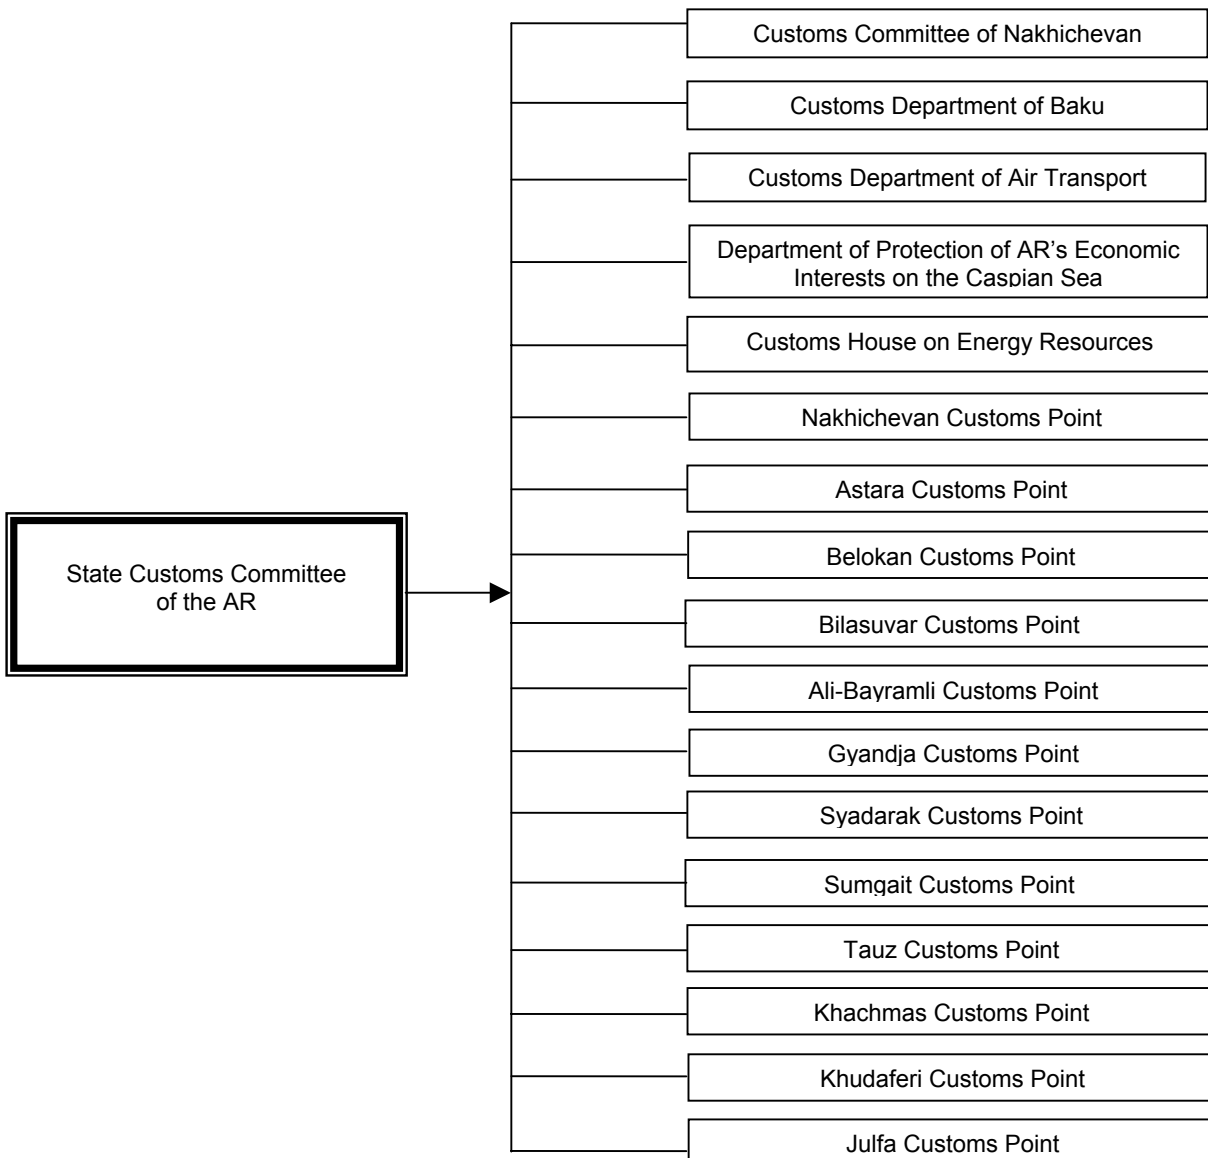 Customs Committee of Nakhichevan
Customs Department of Baku
Customs Department of Air Transport
Department of Protection of AR’s Economic
Interests on the Caspian Sea
Customs House on Energy Resources
Nakhichevan Customs Point
Astara Customs Point
State Customs Committee
of the AR
Belokan Customs Point
Bilasuvar Customs Point
Ali-Bayramli Customs Point
Gyandja Customs Point
Syadarak Customs Point
Sumgait Customs Point
Tauz Customs Point
Khachmas Customs Point
Khudaferi Customs Point
Julfa Customs Point